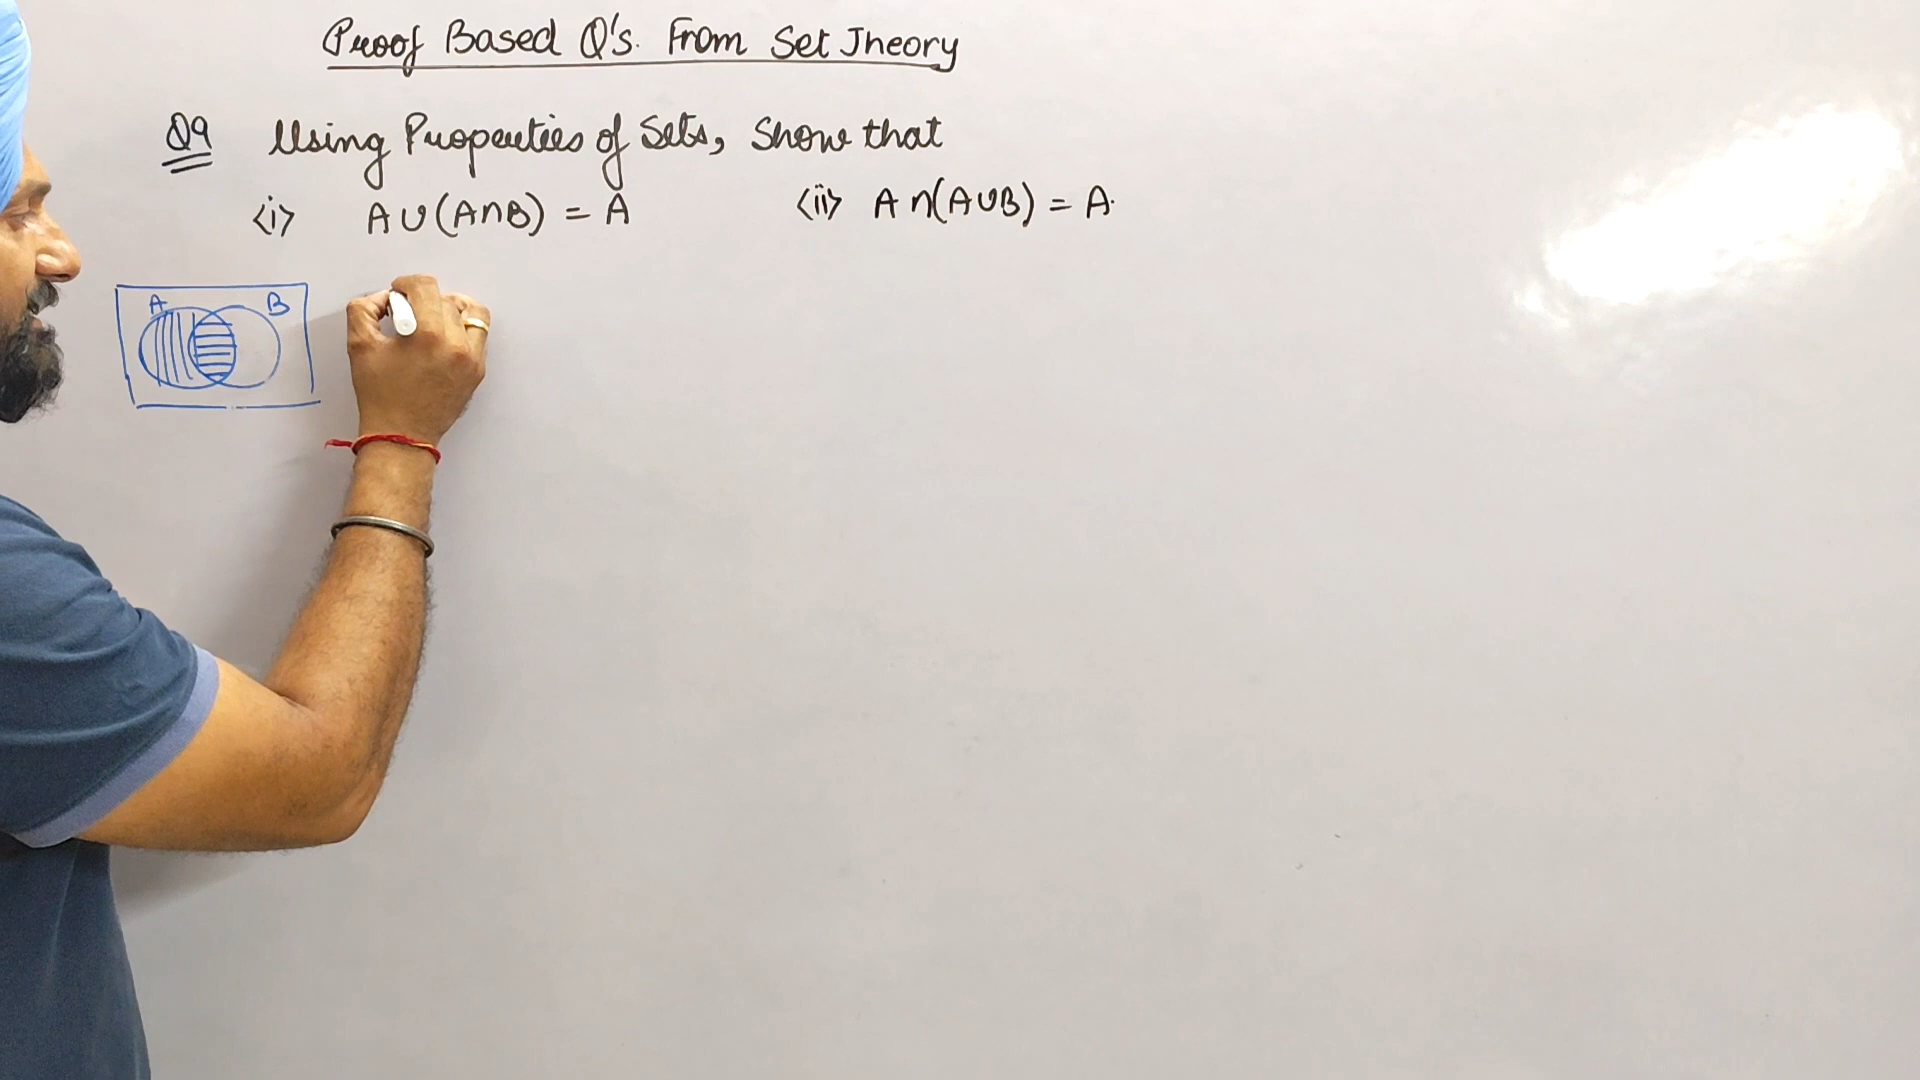 Proof Based Q's. From Set Theory
Q9 Using Properties of Sets, Show that
<i> A∪(A∩B) = A <ii> A∩(A∪B) = A.
A B